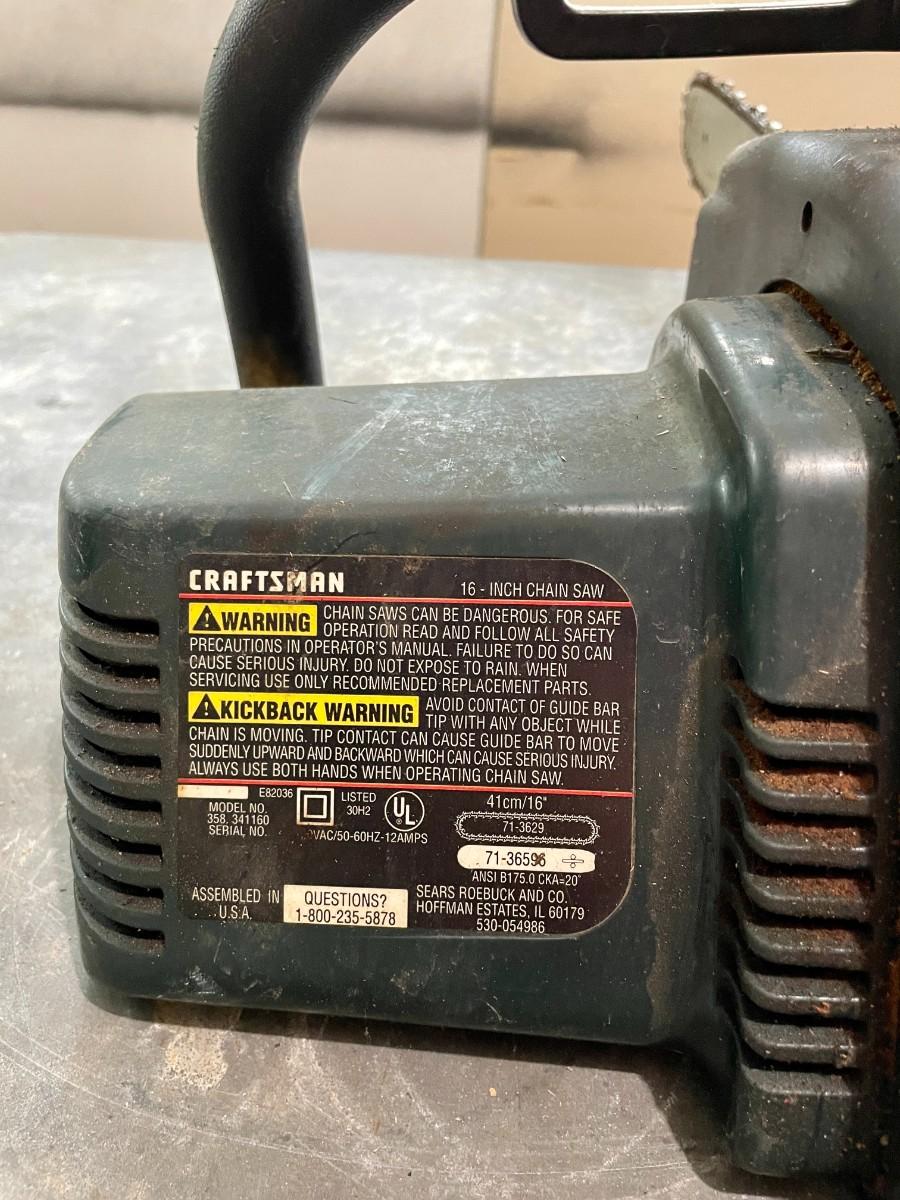 CRAFTSMAN 16 - INCH CHAIN SAW
WARNING CHAIN SAWS CAN BE DANGEROUS. FOR SAFE
OPERATION READ AND FOLLOW ALL SAFETY
PRECAUTIONS IN OPERATOR'S MANUAL. FAILURE TO DO SO CAN
CAUSE SERIOUS INJURY. DO NOT EXPOSE TO RAIN. WHEN
SERVICING USE ONLY RECOMMENDED REPLACEMENT PARTS.
KICKBACK WARNING AVOID CONTACT OF GUIDE BAR
TIP WITH ANY OBJECT WHILE
CHAIN IS MOVING. TIP CONTACT CAN CAUSE GUIDE BAR TO MOVE
SUDDENLY UPWARD AND BACKWARD WHICH CAN CAUSE SERIOUS INJURY.
ALWAYS USE BOTH HANDS WHEN OPERATING CHAIN SAW.
E82036
MODEL NO.
358. 341160
SERIAL NO.
LISTED
30H2
UL
VAC/50-60HZ-12AMPS
41cm/16"
71-3629
ANSI B175.0 CKA=20°
ASSEMBLED IN
U.S.A.
QUESTIONS?
1-800-235-5878
SEARS ROEBUCK AND CO.
HOFFMAN ESTATES, IL 60179
530-054986